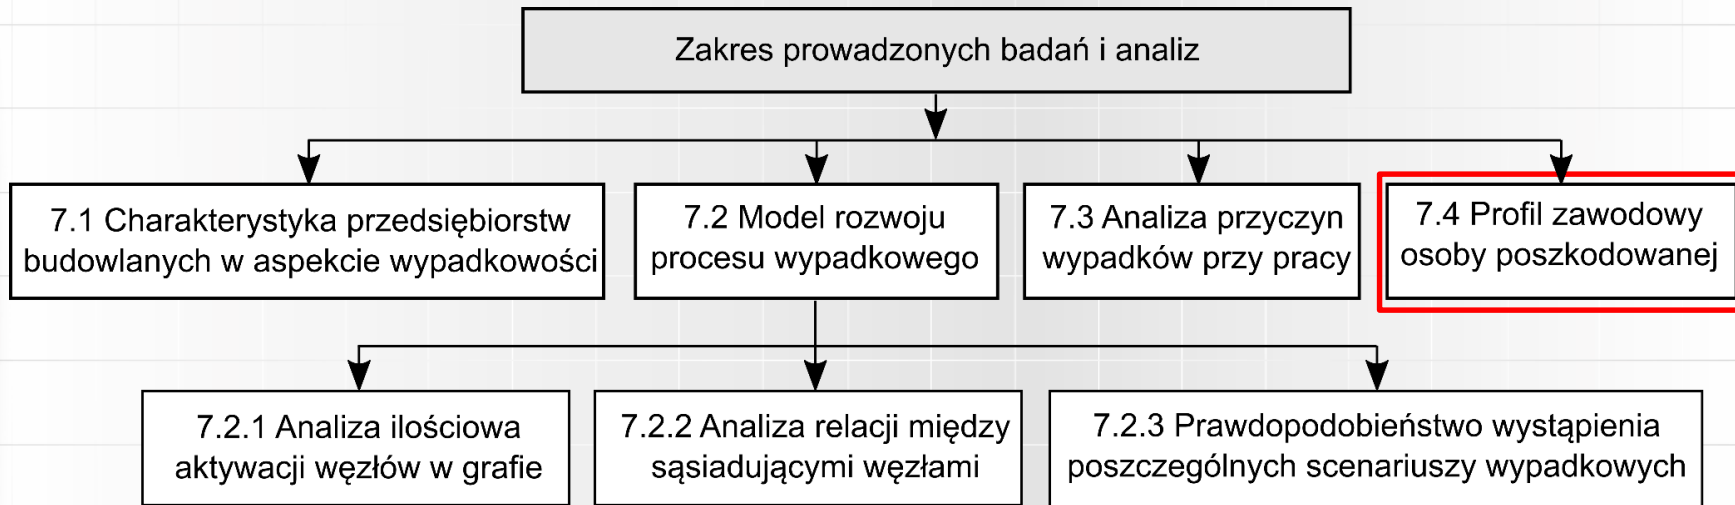 Zakres prowadzonych badań i analiz
7.1 Charakterystyka przedsiębiorstw
budowlanych w aspekcie wypadkowości
7.2 Model rozwoju
procesu wypadkowego
7.3 Analiza przyczyn
wypadków przy pracy
7.4 Profil zawodowy
osoby poszkodowanej
7.2.1 Analiza ilościowa
aktywacji węzłów w grafie
7.2.2 Analiza relacji między
sąsiadującymi węzłami
7.2.3 Prawdopodobieństwo wystąpienia
poszczególnych scenariuszy wypadkowych